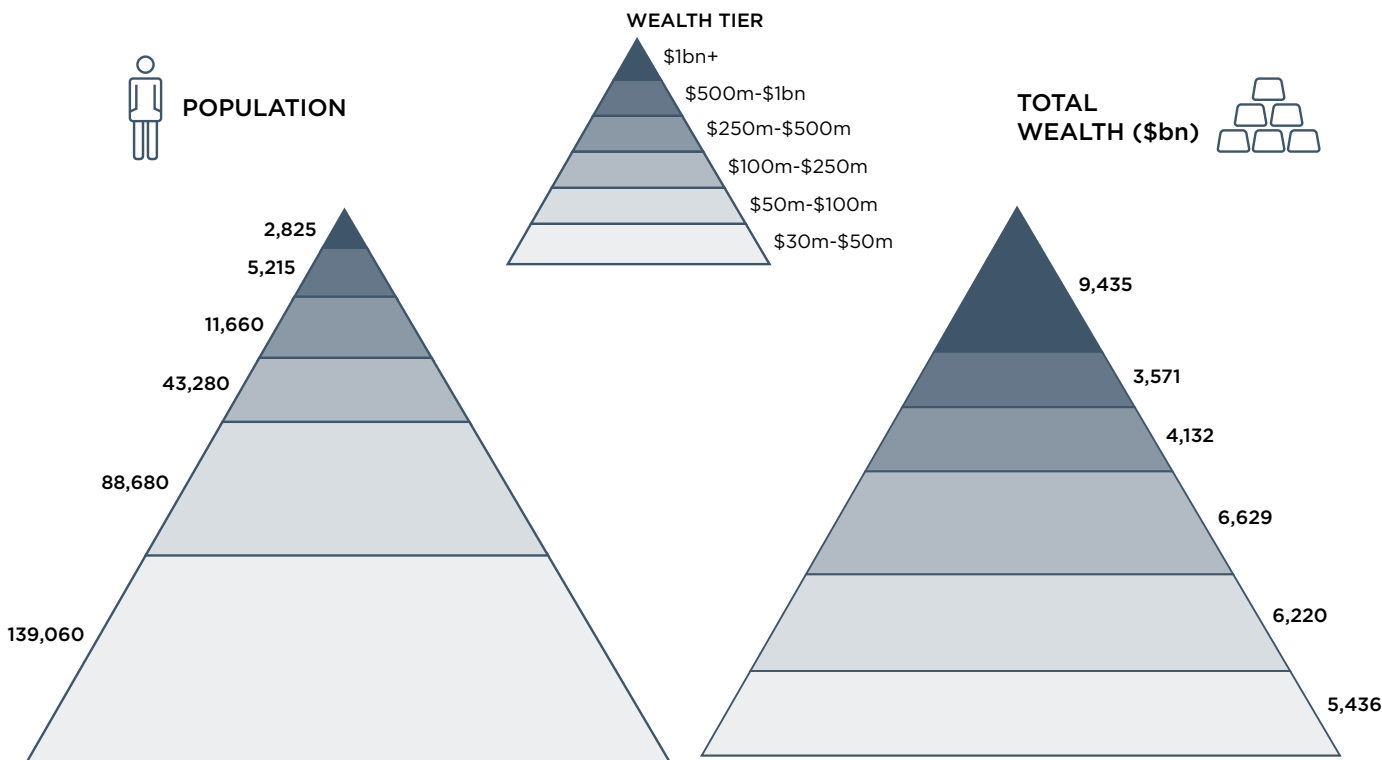 WEALTH TIER
$1bn+
$500m-$1bn
$250m-$500m
$100m-$250m
$50m-$100m
$30m-$50m
POPULATION
2,825
5,215
11,660
43,280
88,680
139,060
TOTAL
WEALTH ($bn)
9,435
3,571
4,132
6,629
6,220
5,436